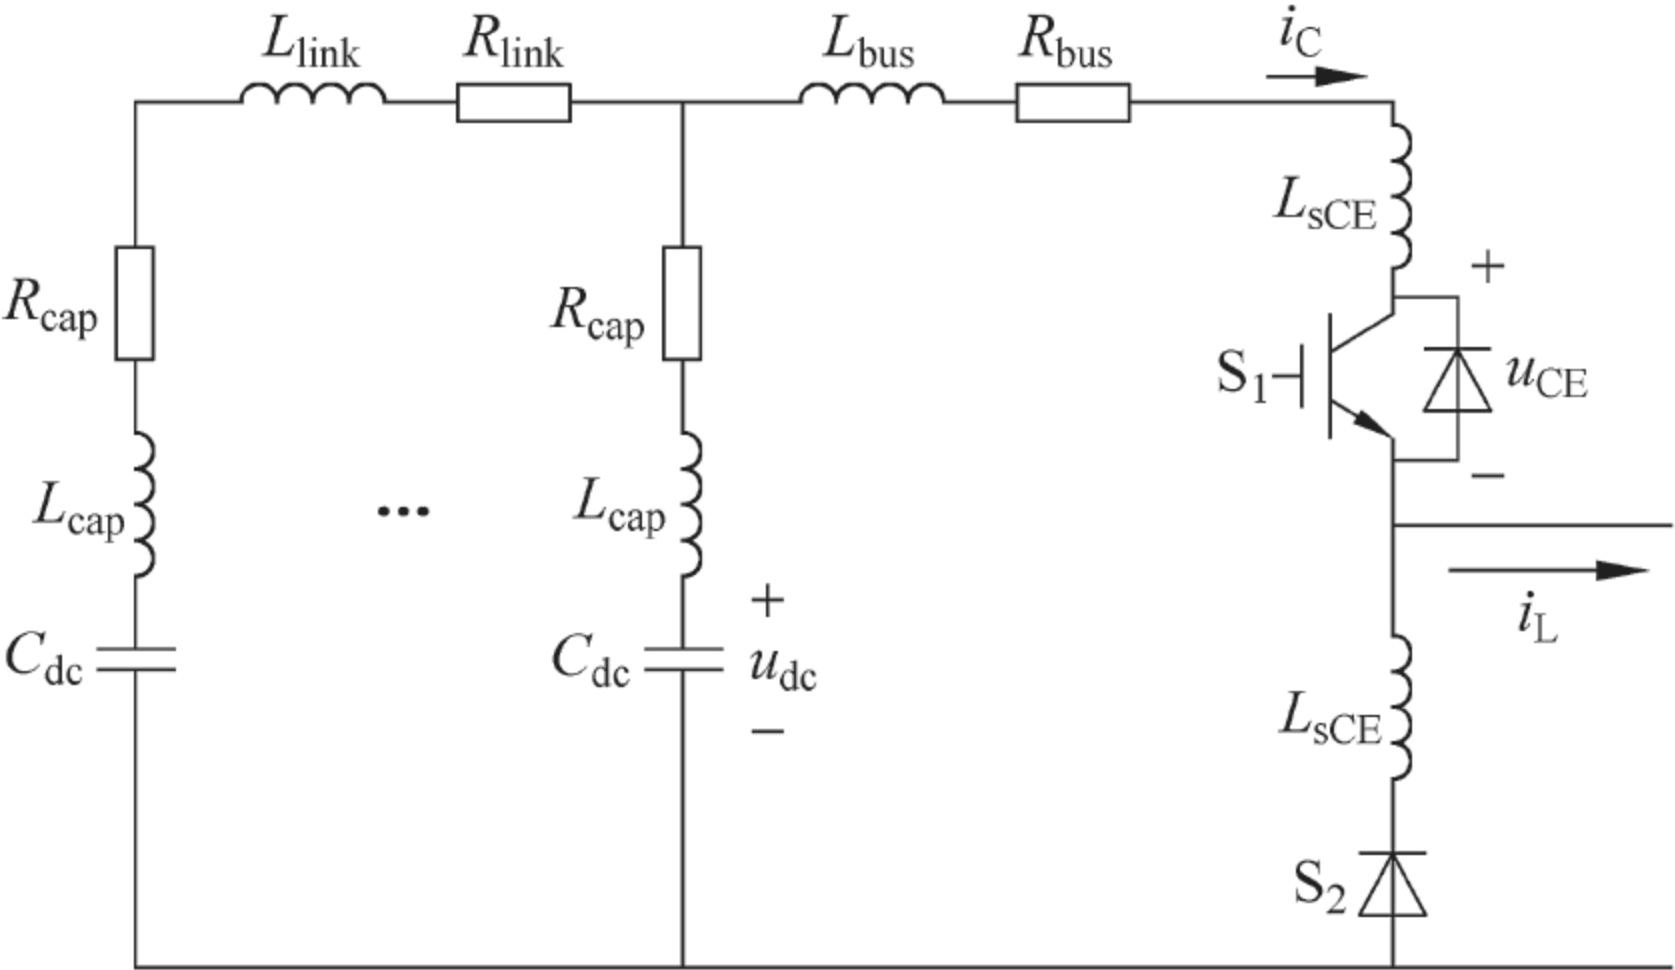 L_link R_link L_bus R_bus i_C
L_sCE
+
R_cap R_cap S_1 u_CE
−
L_cap ... L_cap
+
i_L
C_dc C_dc u_dc
−
L_sCE
S_2